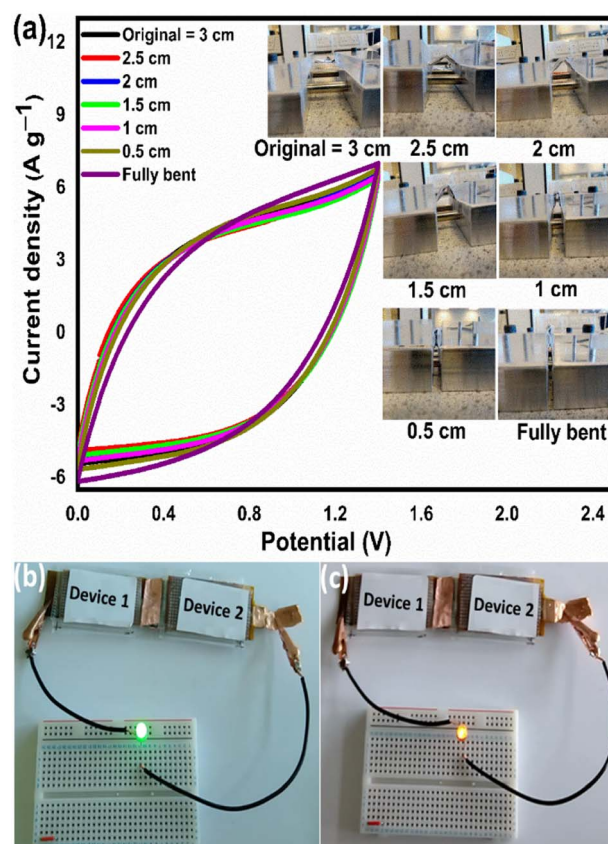 (a)
Original = 3 cm
2.5 cm
2 cm
1.5 cm
1 cm
0.5 cm
Fully bent
Original = 3 cm
2.5 cm
2 cm
1.5 cm
1 cm
0.5 cm
Fully bent
Current density (A g⁻¹)
12
9
6
3
0
-3
-6
0.0
0.4
0.8
1.2
1.6
2.0
2.4
Potential (V)
(b)
Device 1
Device 2
(c)
Device 1
Device 2